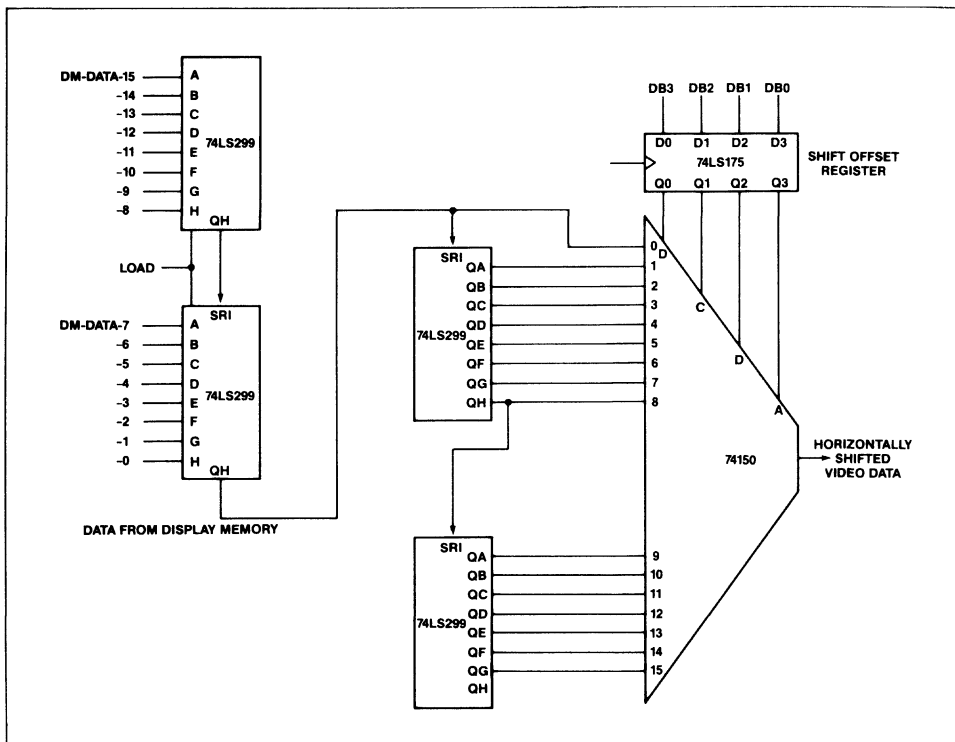 DM-DATA-15 A
-14 B
-13 C
-12 D
-11 E
-10 F
-9 G
-8 H
74LS299
QH
LOAD
SRI
DM-DATA-7 A
-6 B
-5 C
-4 D
-3 E
-2 F
-1 G
-0 H
74LS299
QH
DATA FROM DISPLAY MEMORY
SRI
QA
QB
QC
QD
74LS299
QE
QF
QG
QH
SRI
QA
QB
QC
QD
74LS299
QE
QF
QG
QH
DB3 DB2 DB1 DB0
D0 D1 D2 D3
74LS175
Q0 Q1 Q2 Q3
SHIFT OFFSET
REGISTER
0
1
2
3
4
5
6
7
8
9
10
11
12
13
14
15
D
C
D
A
74150
HORIZONTALLY
SHIFTED
VIDEO DATA